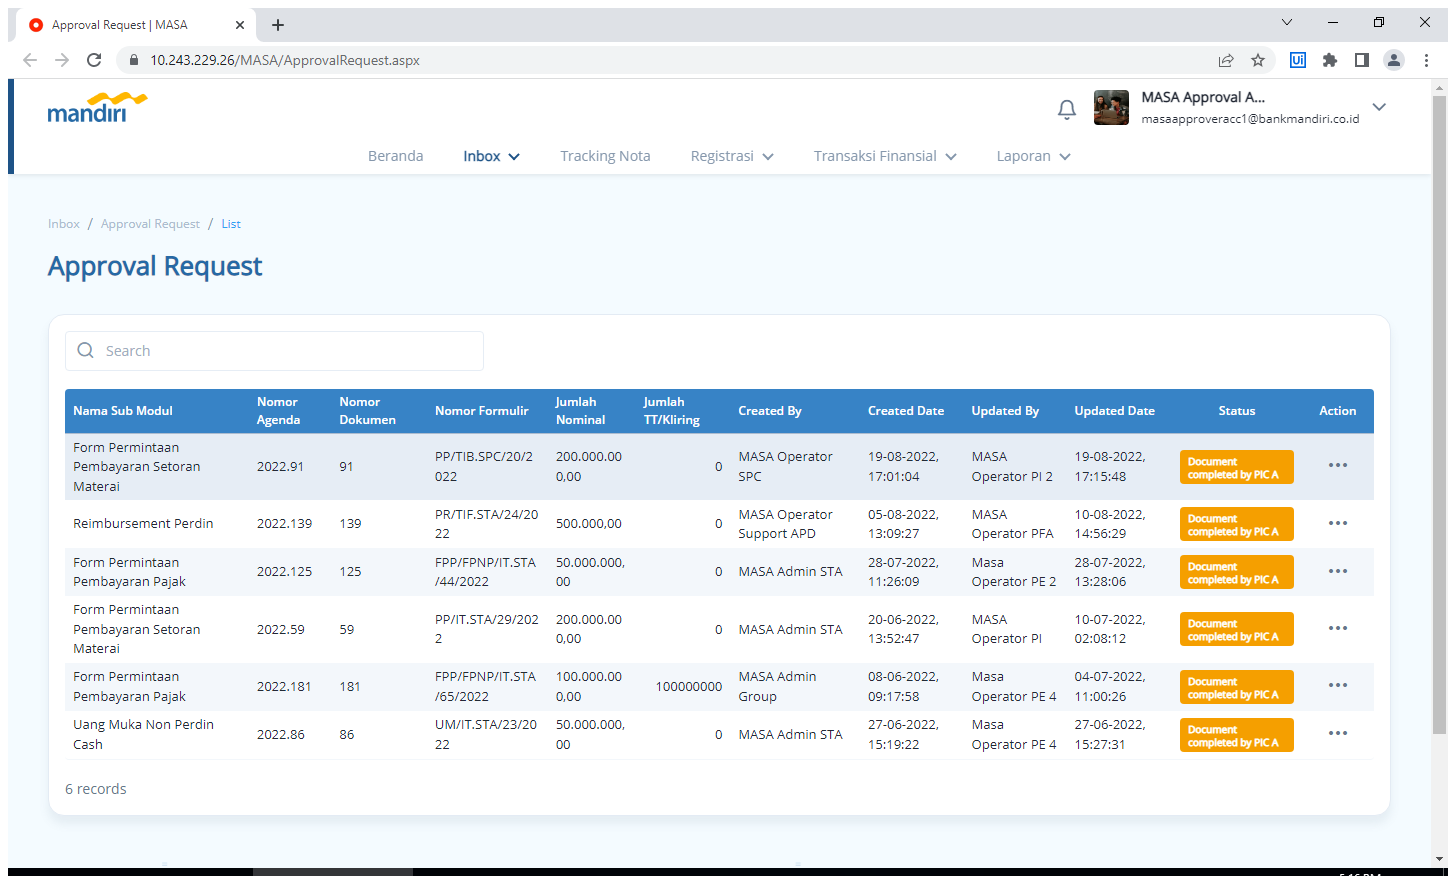 Approval Request | MASA
10.243.229.26/MASA/ApprovalRequest.aspx
Ui
mandiri
MASA Approval A...
masaapproveracc1@bankmandiri.co.id
Beranda Inbox Tracking Nota Registrasi Transaksi Finansial Laporan
Inbox / Approval Request / List
Approval Request
Search
Nama Sub Modul
Nomor
Agenda
Nomor
Dokumen
Nomor Formulir
Jumlah
Nominal
Jumlah
TT/Kliring
Created By
Created Date
Updated By
Updated Date
Status
Action
Form Permintaan
Pembayaran Setoran
Materai
2022.91
91
PP/TIB.SPC/20/2
022
200.000.00
0,00
0
MASA Operator
SPC
19-08-2022,
17:01:04
MASA
Operator PI 2
19-08-2022,
17:15:48
Document
completed by PIC A
Reimbursement Perdin
2022.139
139
PR/TIF.STA/24/20
22
500.000,00
0
MASA Operator
Support APD
05-08-2022,
13:09:27
MASA
Operator PFA
10-08-2022,
14:56:29
Document
completed by PIC A
Form Permintaan
Pembayaran Pajak
2022.125
125
FPP/FPNP/IT.STA
/44/2022
50.000.000,
00
0
MASA Admin STA
28-07-2022,
11:26:09
Masa
Operator PE 2
28-07-2022,
13:28:06
Document
completed by PIC A
Form Permintaan
Pembayaran Setoran
Materai
2022.59
59
PP/IT.STA/29/202
2
200.000.00
0,00
0
MASA Admin STA
20-06-2022,
13:52:47
MASA
Operator PI
10-07-2022,
02:08:12
Document
completed by PIC A
Form Permintaan
Pembayaran Pajak
2022.181
181
FPP/FPNP/IT.STA
/65/2022
100.000.00
0,00
100000000
MASA Admin
Group
08-06-2022,
09:17:58
Masa
Operator PE 4
04-07-2022,
11:00:26
Document
completed by PIC A
Uang Muka Non Perdin
Cash
2022.86
86
UM/IT.STA/23/20
22
50.000.000,
00
0
MASA Admin STA
27-06-2022,
15:19:22
Masa
Operator PE 4
27-06-2022,
15:27:31
Document
completed by PIC A
6 records